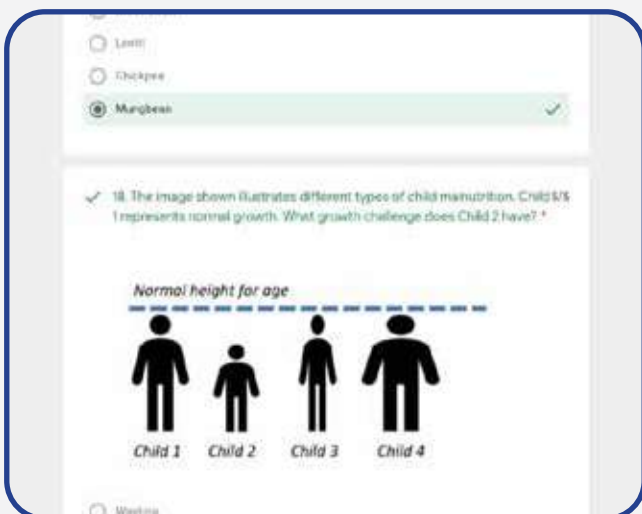 Lentil
Chickpea
Mungbean
18. The image shown illustrates different types of child malnutrition. Child 5/5
1 represents normal growth. What growth challenge does Child 2 have? *
Normal height for age
Child 1 Child 2 Child 3 Child 4
Wasting